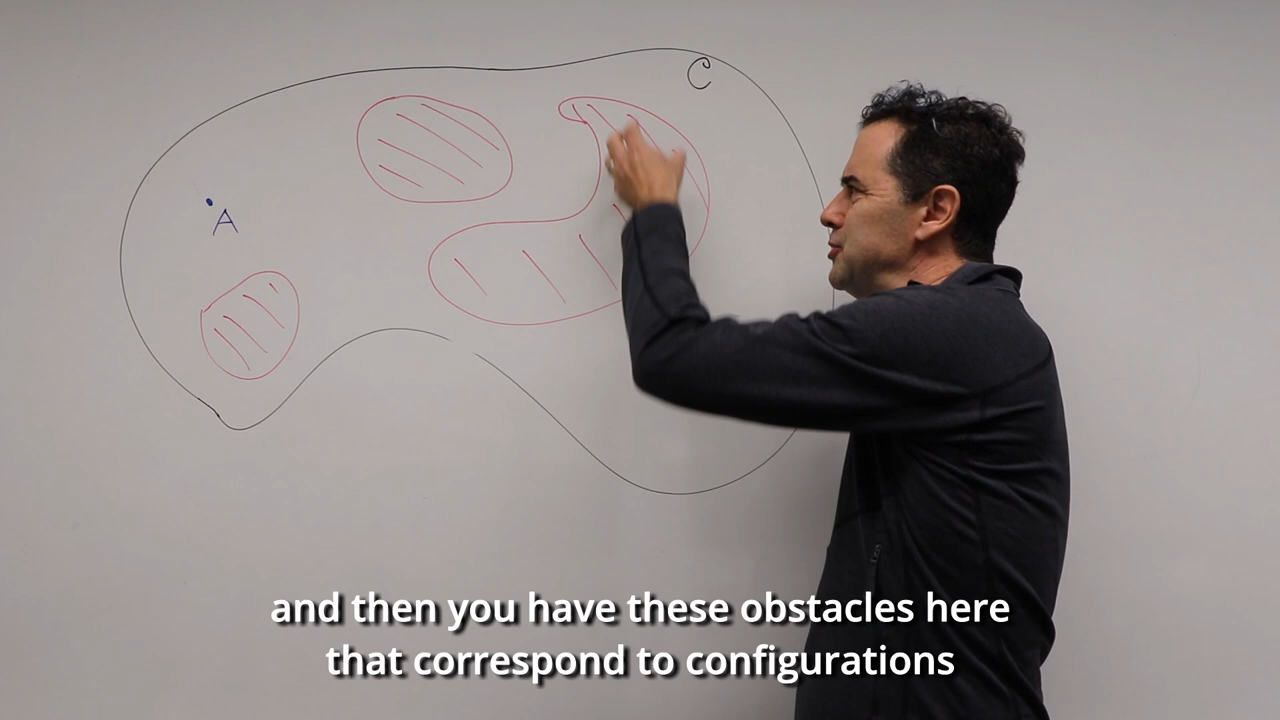 C
A
and then you have these obstacles here
that correspond to configurations